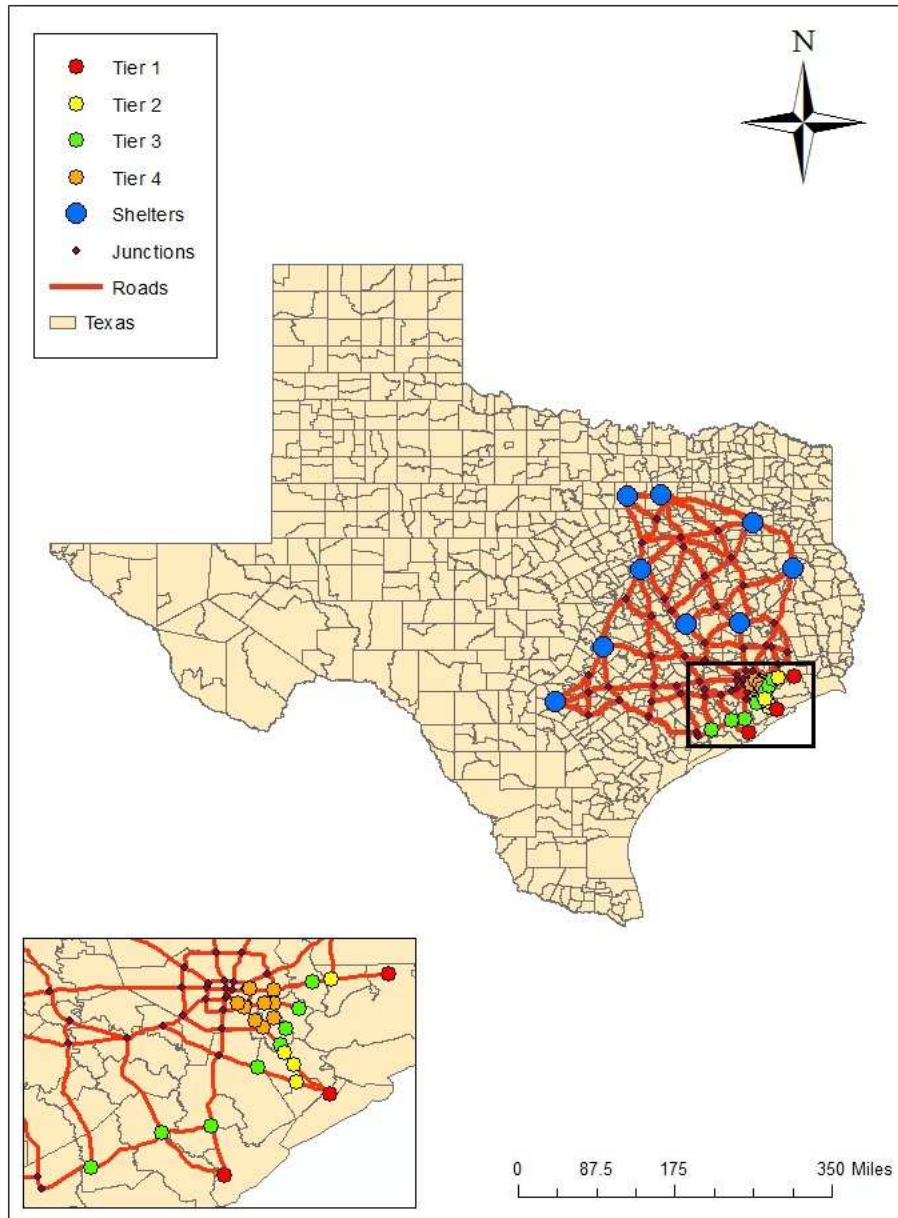 N
Tier 1
Tier 2
Tier 3
Tier 4
Shelters
Junctions
Roads
Texas
0 87.5 175 350 Miles